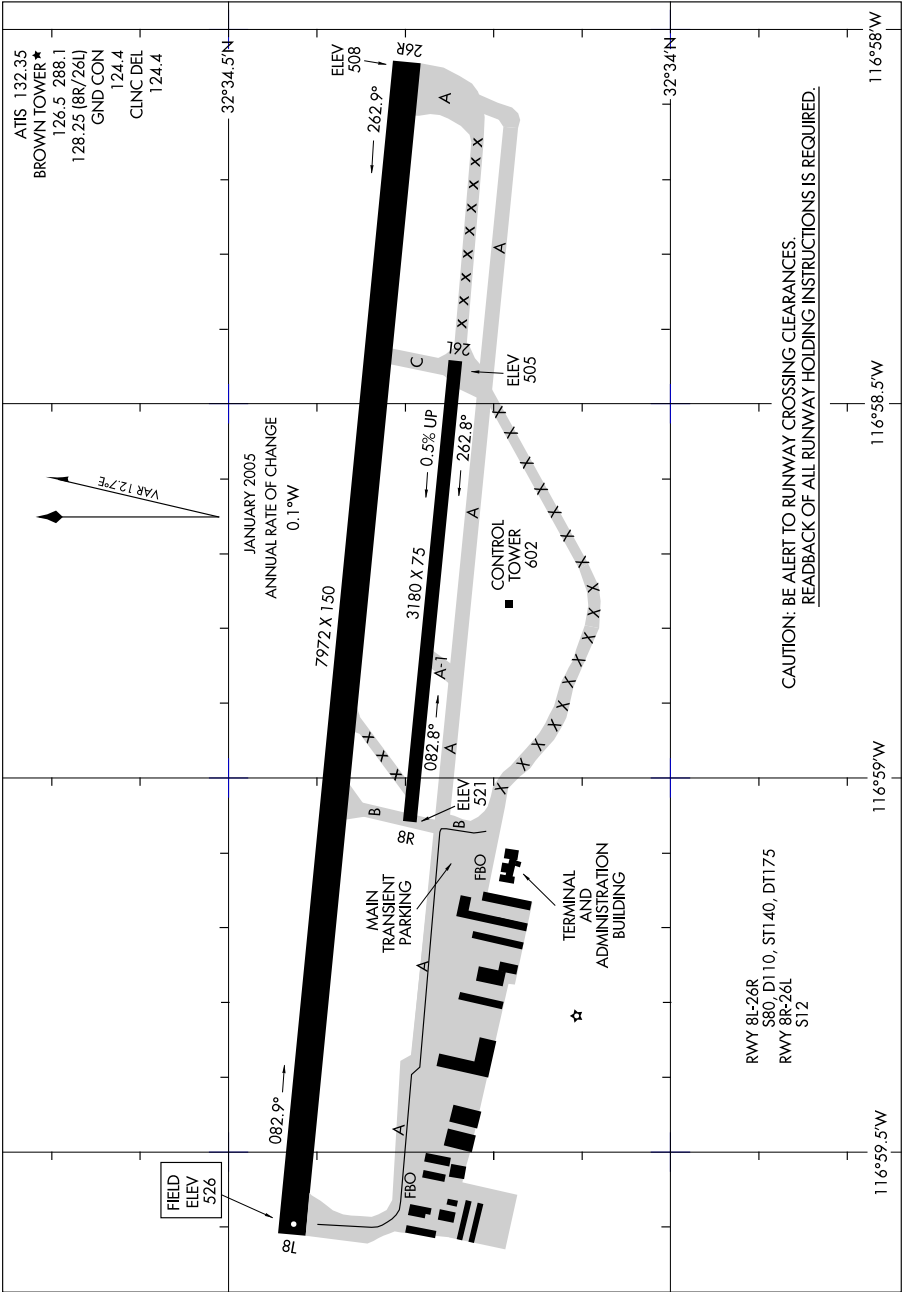 ATIS 132.35
BROWN TOWER ★
126.5 288.1
128.25 (8R/26L)
GND CON
124.4
CLNC DEL
124.4
32°34.5'N
32°34'N
116°58'W
116°58.5'W
116°59'W
116°59.5'W
VAR 12.7°E
JANUARY 2005
ANNUAL RATE OF CHANGE
0.1°W
FIELD
ELEV
526
8L
082.9°
7972 X 150
262.9°
26R
ELEV
508
A
A
C
26L
ELEV
505
0.5% UP
262.8°
3180 X 75
A
A-1
082.8°
A
8R
ELEV
521
B
B
CONTROL
TOWER
602
MAIN
TRANSIENT
PARKING
A
A
FBO
FBO
TERMINAL
AND
ADMINISTRATION
BUILDING
X X X X X X X X X
X X X
X X X X X X X X X X X X X X X X X
RWY 8L-26R
S80, D110, ST140, DT175
RWY 8R-26L
S12
CAUTION: BE ALERT TO RUNWAY CROSSING CLEARANCES.
READBACK OF ALL RUNWAY HOLDING INSTRUCTIONS IS REQUIRED.